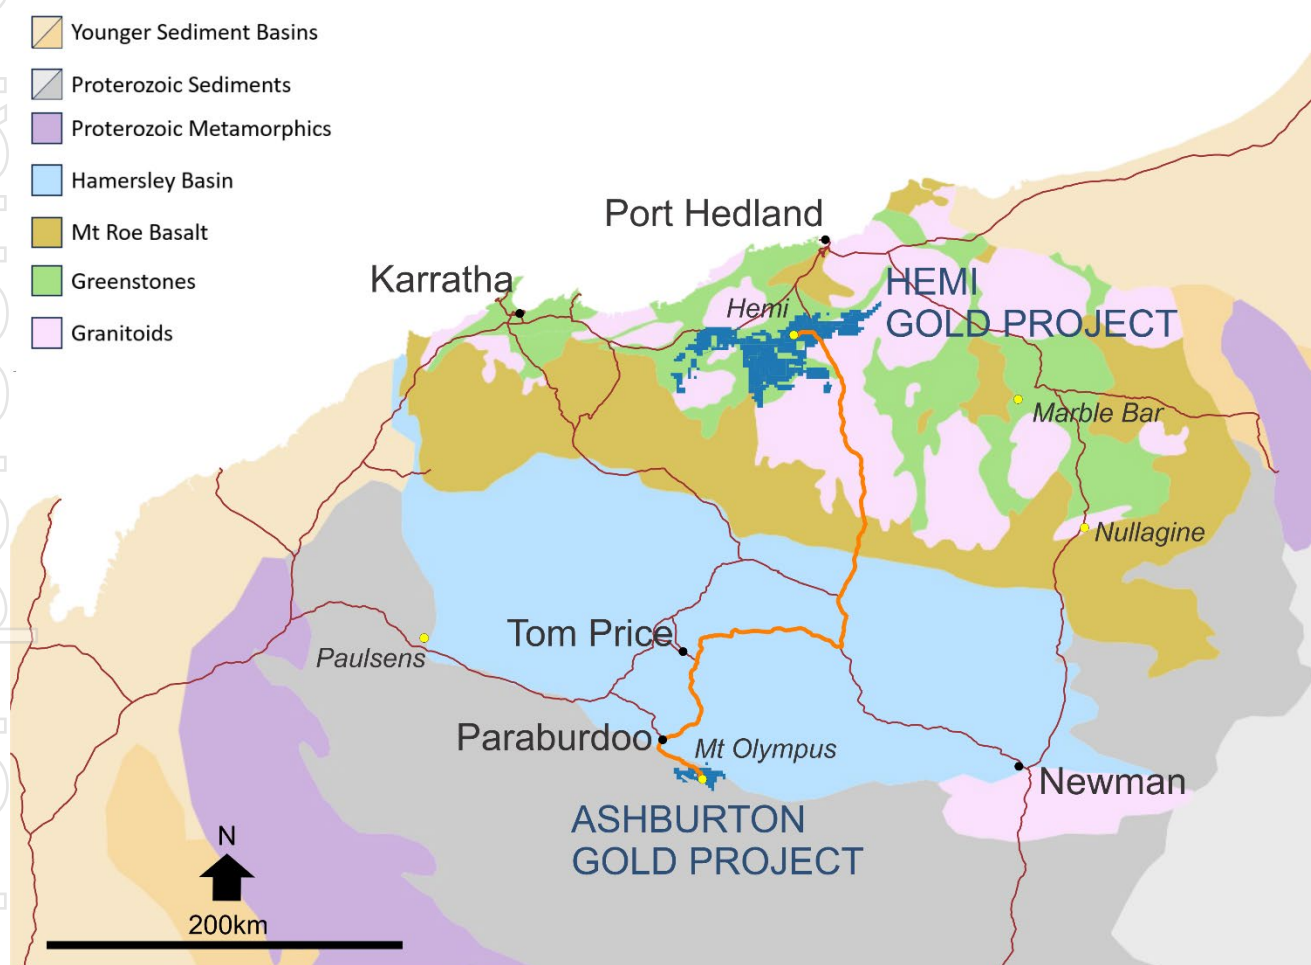 Younger Sediment Basins
Proterozoic Sediments
Proterozoic Metamorphics
Hamersley Basin
Mt Roe Basalt
Greenstones
Granitoids
Port Hedland
Karratha
Hemi
HEMI
GOLD PROJECT
Marble Bar
Nullagine
Tom Price
Paulsens
Paraburdoo
Mt Olympus
Newman
ASHBURTON
GOLD PROJECT
N
200km